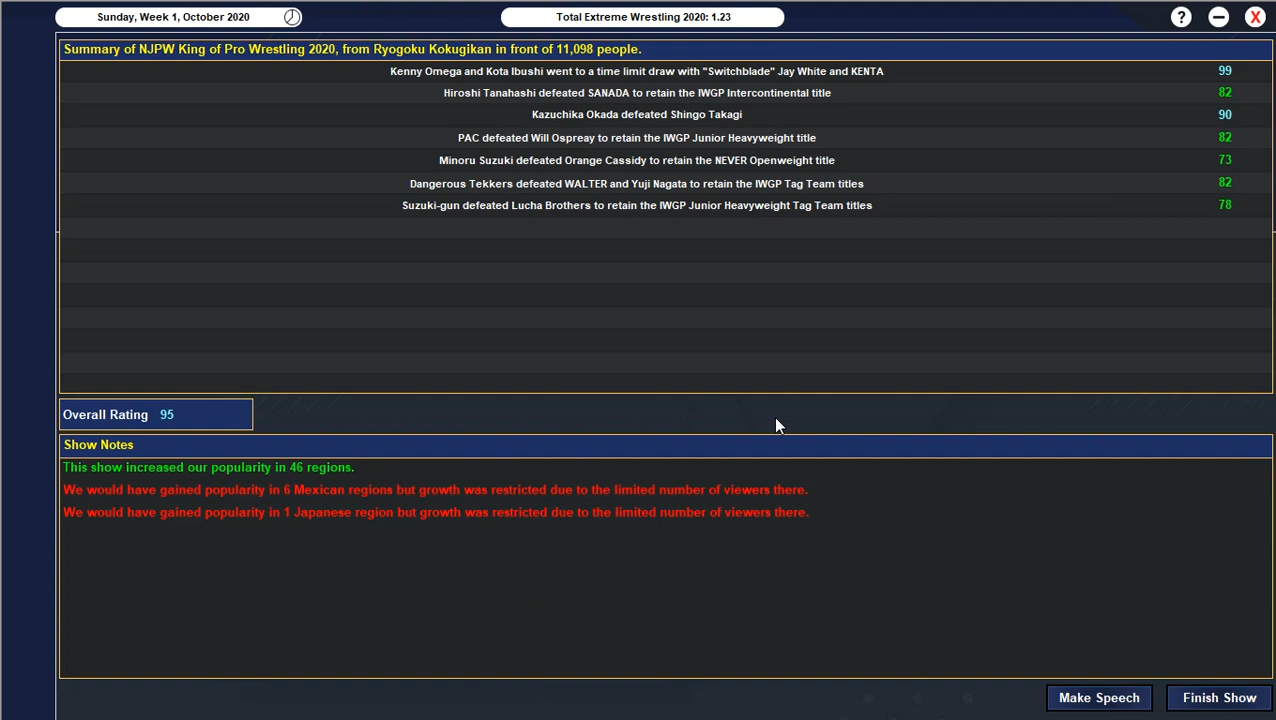 Sunday, Week 1, October 2020
Total Extreme Wrestling 2020: 1.23
? X
Summary of NJPW King of Pro Wrestling 2020, from Ryogoku Kokugikan in front of 11,098 people.
Kenny Omega and Kota Ibushi went to a time limit draw with "Switchblade" Jay White and KENTA 99
Hiroshi Tanahashi defeated SANADA to retain the IWGP Intercontinental title 82
Kazuchika Okada defeated Shingo Takagi 90
PAC defeated Will Ospreay to retain the IWGP Junior Heavyweight title 82
Minoru Suzuki defeated Orange Cassidy to retain the NEVER Openweight title 73
Dangerous Tekkers defeated WALTER and Yuji Nagata to retain the IWGP Tag Team titles 82
Suzuki-gun defeated Lucha Brothers to retain the IWGP Junior Heavyweight Tag Team titles 78
Overall Rating 95
Show Notes
This show increased our popularity in 46 regions.
We would have gained popularity in 6 Mexican regions but growth was restricted due to the limited number of viewers there.
We would have gained popularity in 1 Japanese region but growth was restricted due to the limited number of viewers there.
Make Speech Finish Show